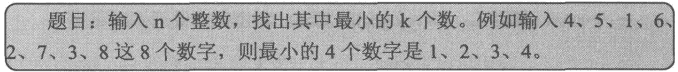 题目：输入 n 个整数，找出其中最小的 k 个数。例如输入 4、5、1、6、
2、7、3、8 这 8 个数字，则最小的 4 个数字是 1、2、3、4。